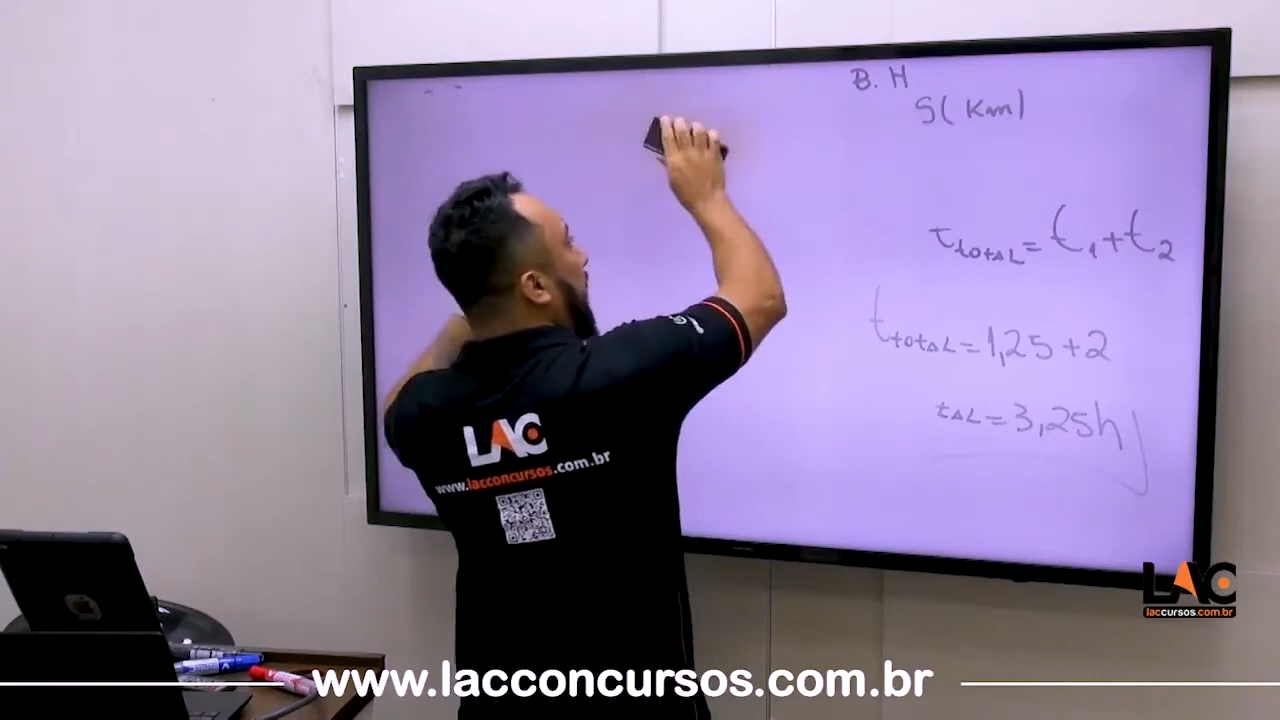 B. H
S(Km)
t total = t1 + t2
t total = 1,25 + 2
tAL = 3,25h
LAC
www.lacconcursos.com.br
LAC
laccursos.com.br
www.lacconcursos.com.br